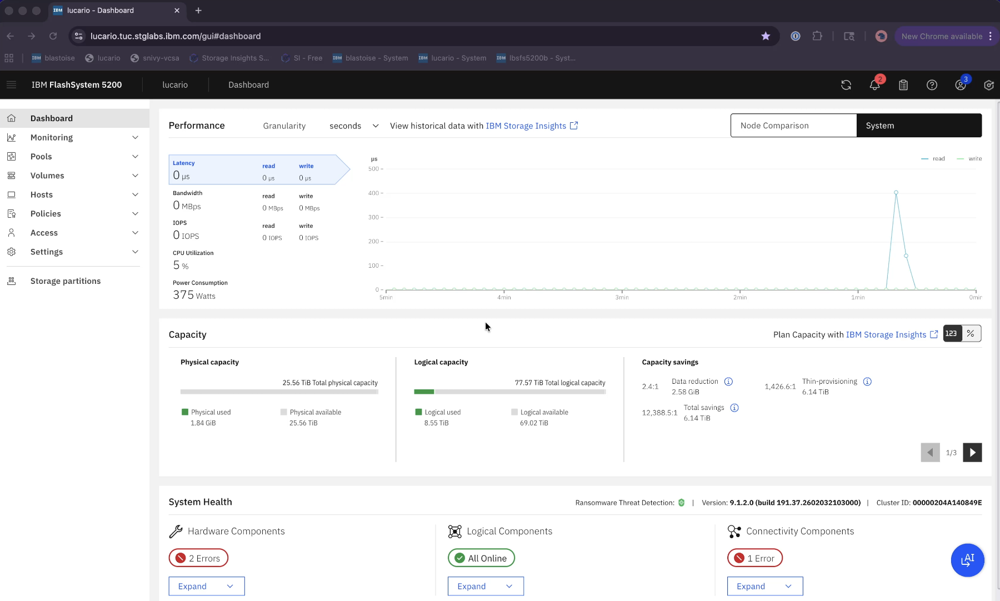 IBM lucario - Dashboard
lucario.tuc.stglabs.ibm.com/gui#dashboard
New Chrome available
IBM blastoise
lucario
snivy-vcsa
Storage Insights S...
SI - Free
IBM blastoise - System
IBM lucario - System
IBM lbsfs5200b - Syst...
IBM FlashSystem 5200
lucario
Dashboard
2
3
Dashboard
Monitoring
Pools
Volumes
Hosts
Policies
Access
Settings
Storage partitions
Performance
Granularity
seconds
View historical data with IBM Storage Insights
Node Comparison
System
Latency read write
0 µs 0 µs 0 µs
Bandwidth read write
0 MBps 0 MBps 0 MBps
IOPS read write
0 IOPS 0 IOPS 0 IOPS
CPU Utilization
5 %
Power Consumption
375 Watts
µs
read write
500
400
300
200
100
0
5min 4min 3min 2min 1min 0min
Capacity
Plan Capacity with IBM Storage Insights
123 %
Physical capacity
25.56 TiB Total physical capacity
Physical used
1.84 GiB
Physical available
25.56 TiB
Logical capacity
77.57 TiB Total logical capacity
Logical used
8.55 TiB
Logical available
69.02 TiB
Capacity savings
2.4:1 Data reduction
2.58 GiB
1,426.6:1 Thin-provisioning
6.14 TiB
12,388.5:1 Total savings
6.14 TiB
1/3
System Health
Ransomware Threat Detection: | Version: 9.1.2.0 (build 191.37.2602032103000) | Cluster ID: 00000204A140849E
Hardware Components
2 Errors
Expand
Logical Components
All Online
Expand
Connectivity Components
1 Error
Expand
AI